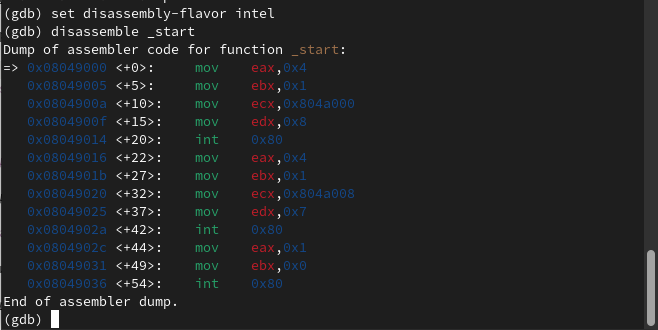 (gdb) set disassembly-flavor intel
(gdb) disassemble _start
Dump of assembler code for function _start:
=> 0x08049000 <+0>:     mov    eax,0x4
   0x08049005 <+5>:     mov    ebx,0x1
   0x0804900a <+10>:    mov    ecx,0x804a000
   0x0804900f <+15>:    mov    edx,0x8
   0x08049014 <+20>:    int    0x80
   0x08049016 <+22>:    mov    eax,0x4
   0x0804901b <+27>:    mov    ebx,0x1
   0x08049020 <+32>:    mov    ecx,0x804a008
   0x08049025 <+37>:    mov    edx,0x7
   0x0804902a <+42>:    int    0x80
   0x0804902c <+44>:    mov    eax,0x1
   0x08049031 <+49>:    mov    ebx,0x0
   0x08049036 <+54>:    int    0x80
End of assembler dump.
(gdb)